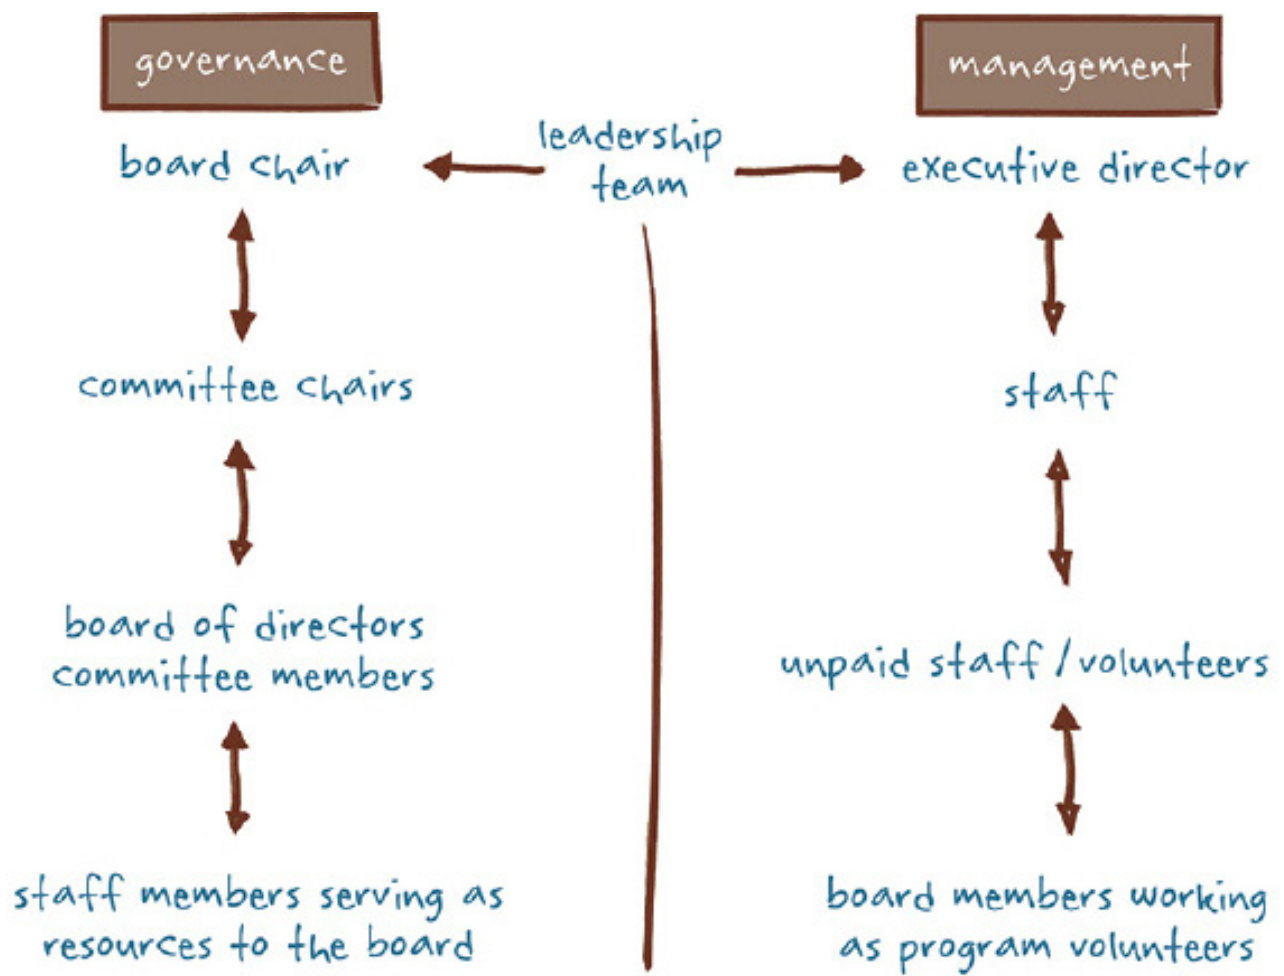 governance
management
board chair
leadership
team
executive director
committee chairs
staff
board of directors
committee members
unpaid staff/volunteers
staff members serving as
resources to the board
board members working
as program volunteers